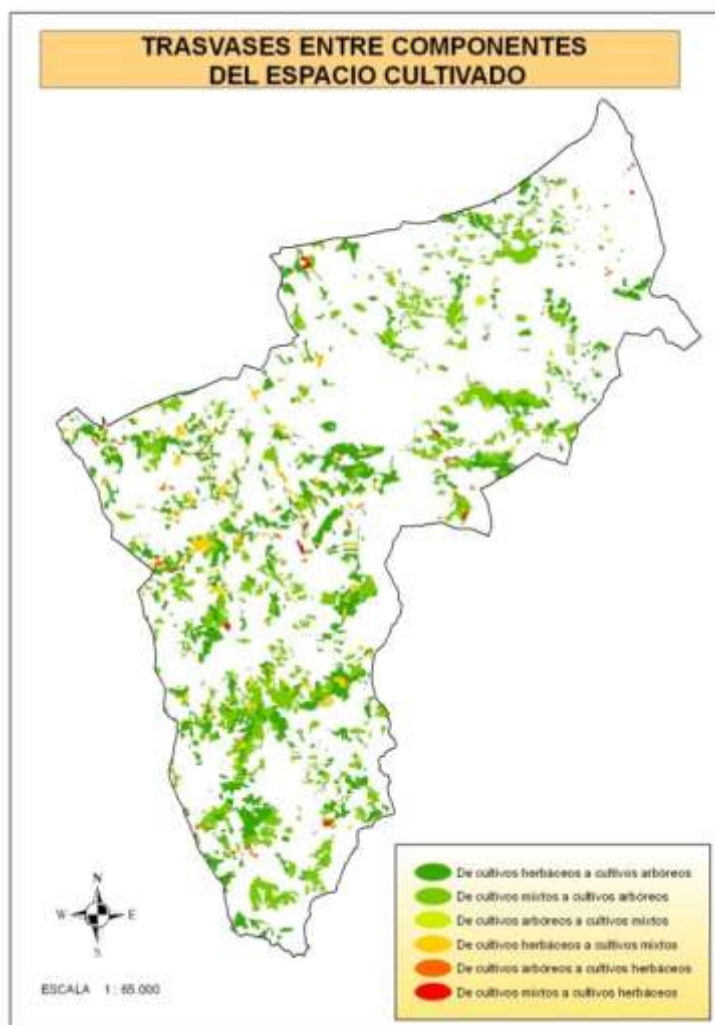 TRASVASES ENTRE COMPONENTES
DEL ESPACIO CULTIVADO
De cultivos herbáceos a cultivos arbóreos
De cultivos mixtos a cultivos arbóreos
De cultivos arbóreos a cultivos mixtos
De cultivos herbáceos a cultivos mixtos
De cultivos arbóreos a cultivos herbáceos
De cultivos mixtos a cultivos herbáceos
N
W E
S
ESCALA 1 : 65.000